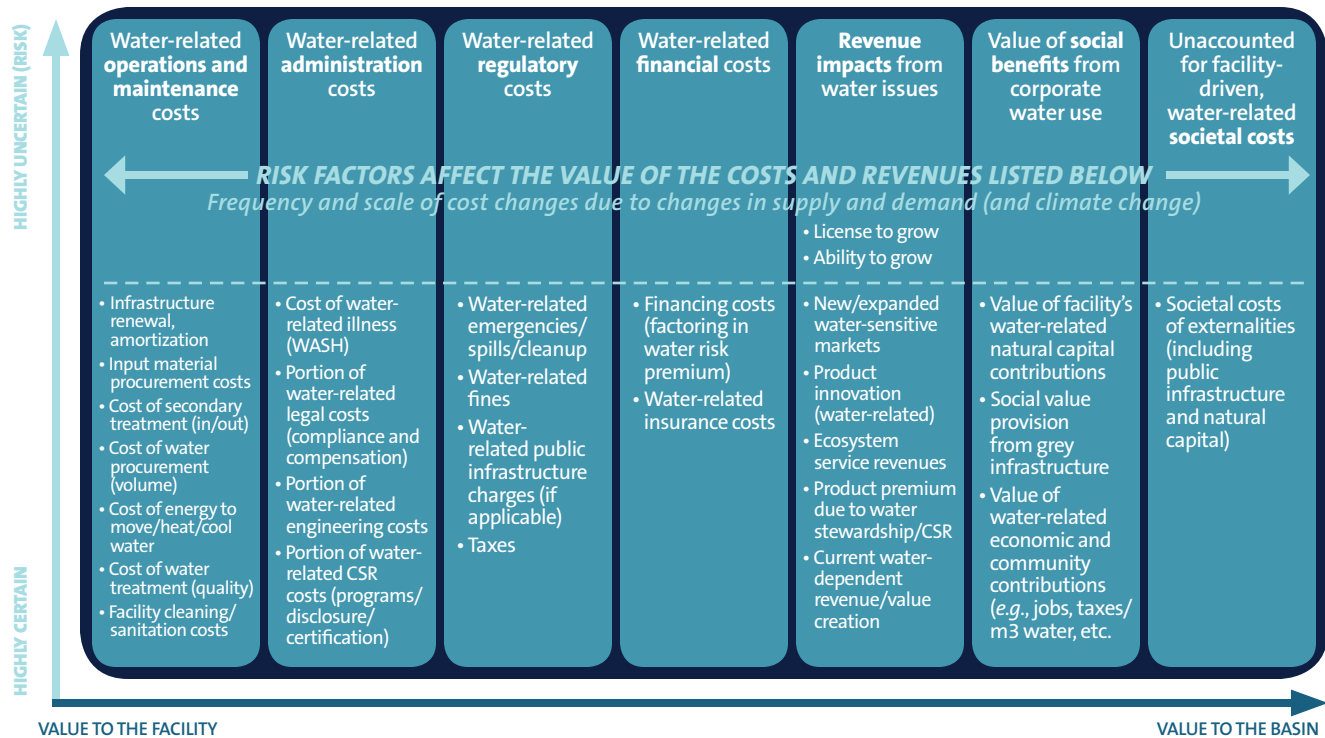 HIGHLY UNCERTAIN (RISK)
HIGHLY CERTAIN
Water-related
operations and
maintenance
costs
Water-related
administration
costs
Water-related
regulatory
costs
Water-related
financial costs
Revenue
impacts from
water issues
Value of social
benefits from
corporate
water use
Unaccounted
for facility-
driven,
water-related
societal costs
RISK FACTORS AFFECT THE VALUE OF THE COSTS AND REVENUES LISTED BELOW
Frequency and scale of cost changes due to changes in supply and demand (and climate change)
• License to grow
• Ability to grow
• Infrastructure
renewal,
amortization
• Input material
procurement costs
• Cost of secondary
treatment (in/out)
• Cost of water
procurement
(volume)
• Cost of energy to
move/heat/cool
water
• Cost of water
treatment (quality)
• Facility cleaning/
sanitation costs
• Cost of water-
related illness
(WASH)
• Portion of
water-related
legal costs
(compliance and
compensation)
• Portion of
water-related
engineering costs
• Portion of water-
related CSR
costs (programs/
disclosure/
certification)
• Water-related
emergencies/
spills/cleanup
• Water-related
fines
• Water-
related public
infrastructure
charges (if
applicable)
• Taxes
• Financing costs
(factoring in
water risk
premium)
• Water-related
insurance costs
• New/expanded
water-sensitive
markets
• Product
innovation
(water-related)
• Ecosystem
service revenues
• Product premium
due to water
stewardship/CSR
• Current water-
dependent
revenue/value
creation
• Value of facility's
water-related
natural capital
contributions
• Social value
provision
from grey
infrastructure
• Value of
water-related
economic and
community
contributions
(e.g., jobs, taxes/
m3 water, etc.
• Societal costs
of externalities
(including
public
infrastructure
and natural
capital)
VALUE TO THE FACILITY
VALUE TO THE BASIN